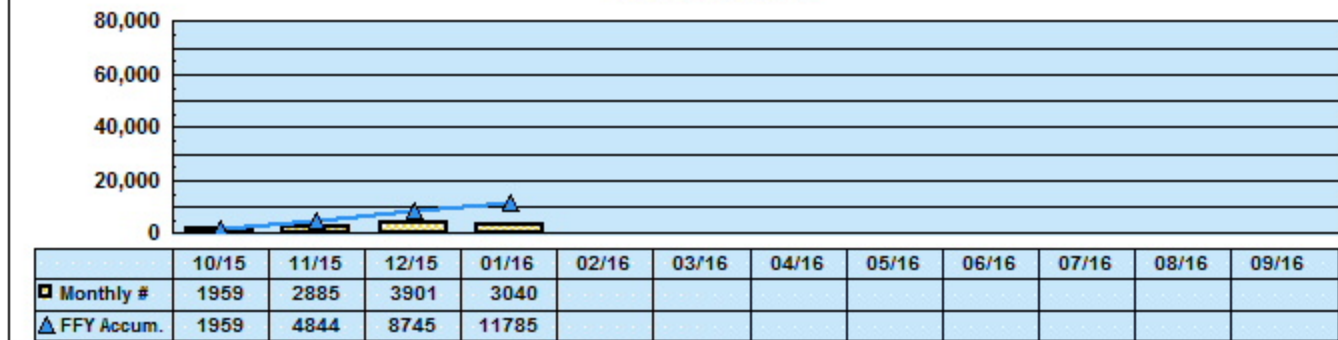 80,000
60,000
40,000
20,000
0
10/15 11/15 12/15 01/16 02/16 03/16 04/16 05/16 06/16 07/16 08/16 09/16
Monthly # 1959 2885 3901 3040
FFY Accum. 1959 4844 8745 11785